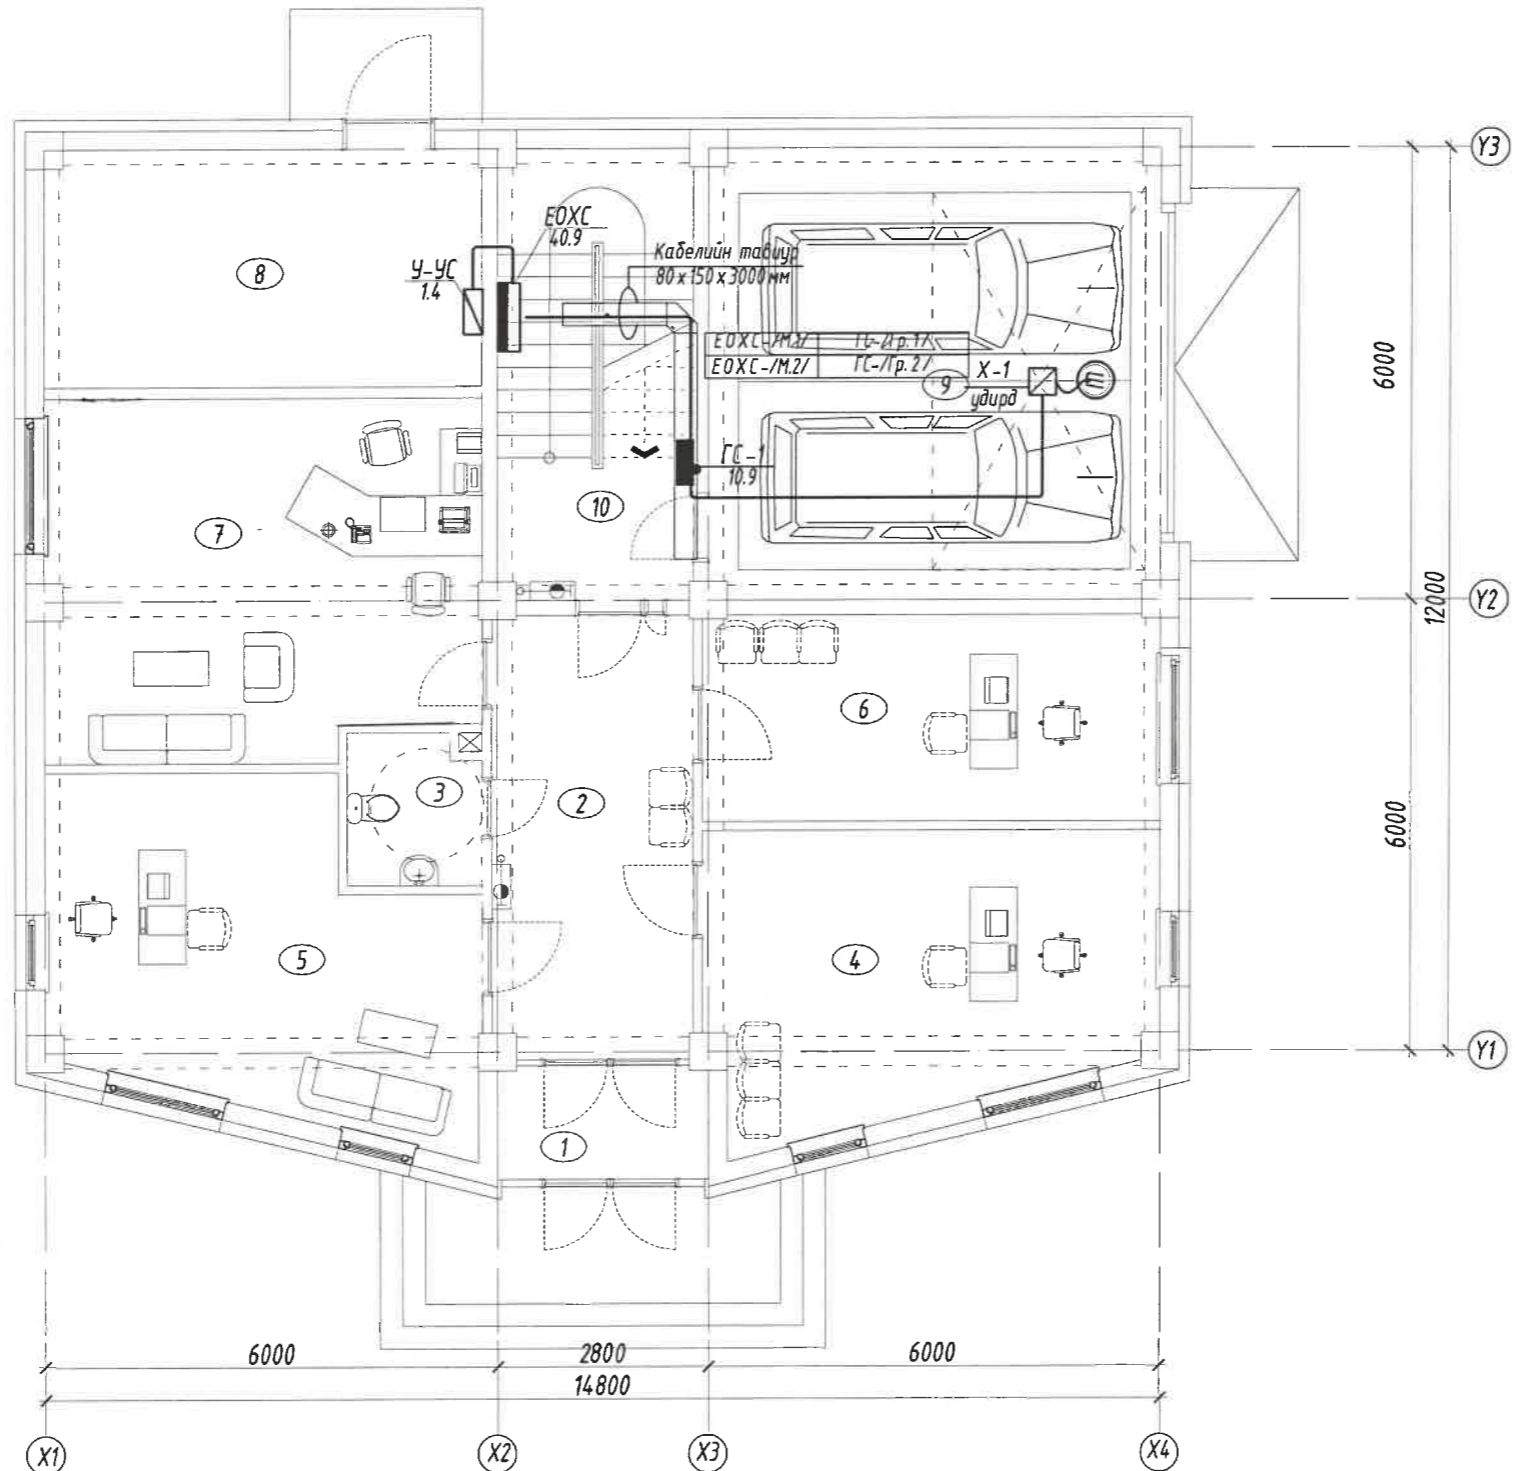 Y3
ЕОХС
40.9
Кабелийн тавиур
80x150x3000мм
У-УС
1.4
8
ЕОХС-/М.1/ ГС-/Гр.1/
ЕОХС-/М.2/ ГС-/Гр.2/
9
X-1
удирд
6000
ГС-1
10.9
10
7
12000
Y2
6
3
2
6000
5
4
Y1
1
6000
2800
6000
14800
X1
X2
X3
X4